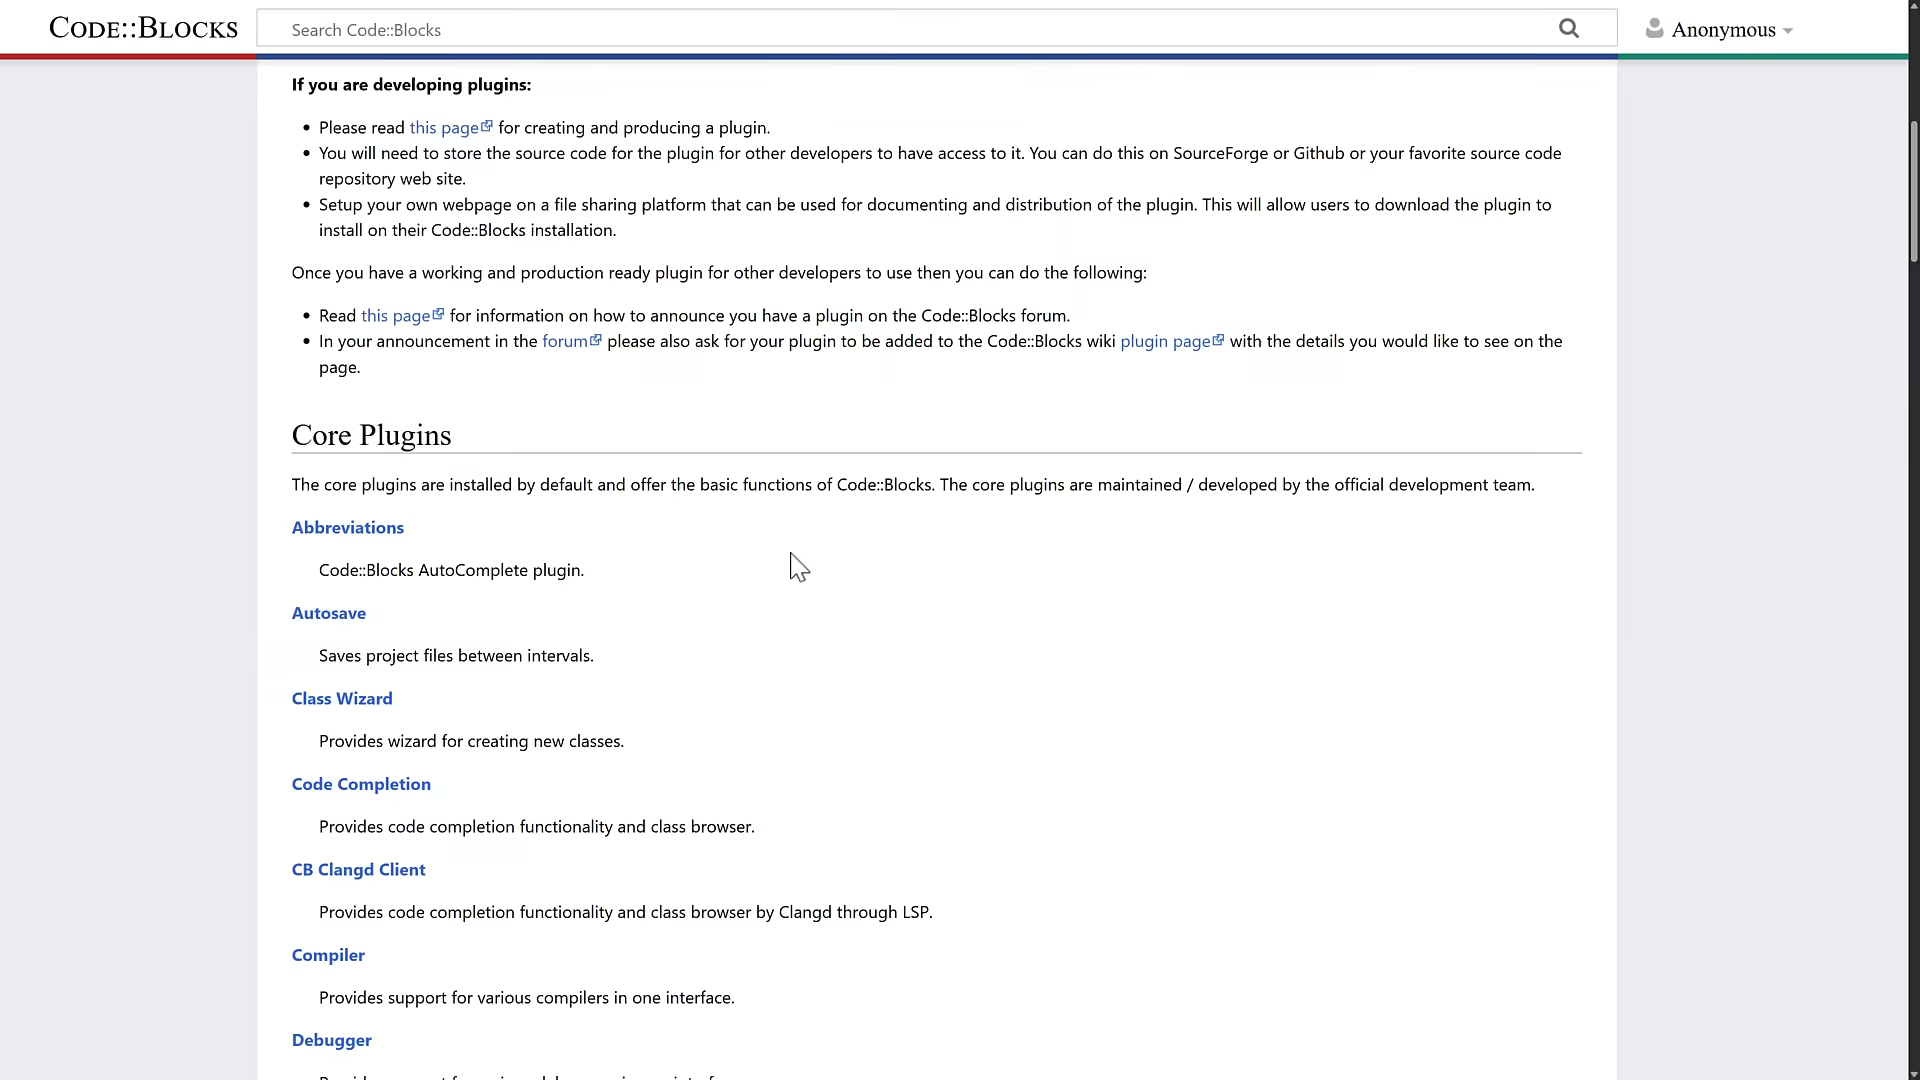 CODE::BLOCKS
Search Code::Blocks
Anonymous
If you are developing plugins:
• Please read this page for creating and producing a plugin.
• You will need to store the source code for the plugin for other developers to have access to it. You can do this on SourceForge or Github or your favorite source code
repository web site.
• Setup your own webpage on a file sharing platform that can be used for documenting and distribution of the plugin. This will allow users to download the plugin to
install on their Code::Blocks installation.
Once you have a working and production ready plugin for other developers to use then you can do the following:
• Read this page for information on how to announce you have a plugin on the Code::Blocks forum.
• In your announcement in the forum please also ask for your plugin to be added to the Code::Blocks wiki plugin page with the details you would like to see on the
page.
Core Plugins
The core plugins are installed by default and offer the basic functions of Code::Blocks. The core plugins are maintained / developed by the official development team.
Abbreviations
Code::Blocks AutoComplete plugin.
Autosave
Saves project files between intervals.
Class Wizard
Provides wizard for creating new classes.
Code Completion
Provides code completion functionality and class browser.
CB Clangd Client
Provides code completion functionality and class browser by Clangd through LSP.
Compiler
Provides support for various compilers in one interface.
Debugger